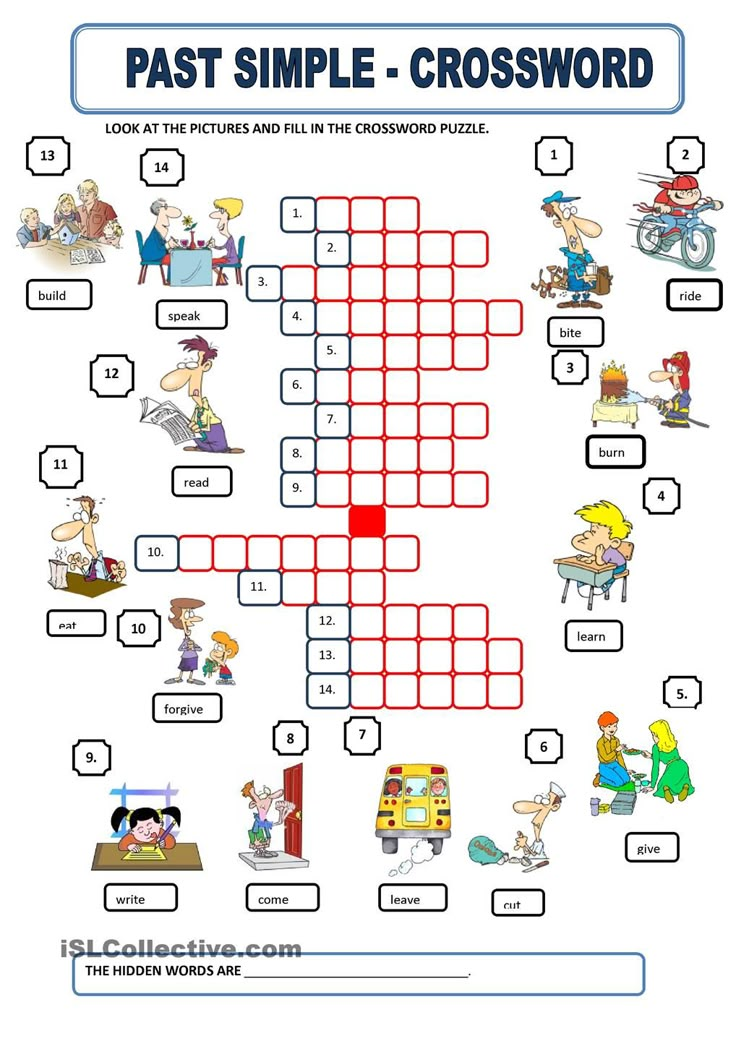 PAST SIMPLE - CROSSWORD
LOOK AT THE PICTURES AND FILL IN THE CROSSWORD PUZZLE.
13
14
1
2
build
speak
bite
ride
1.
2.
3.
4.
5.
6.
7.
8.
9.
10.
11.
12.
13.
14.
12
read
3
burn
11
eat
4
learn
10
forgive
5.
give
9.
write
8
come
7
leave
6
cut
iSLCollective.com
THE HIDDEN WORDS ARE ______________________________.